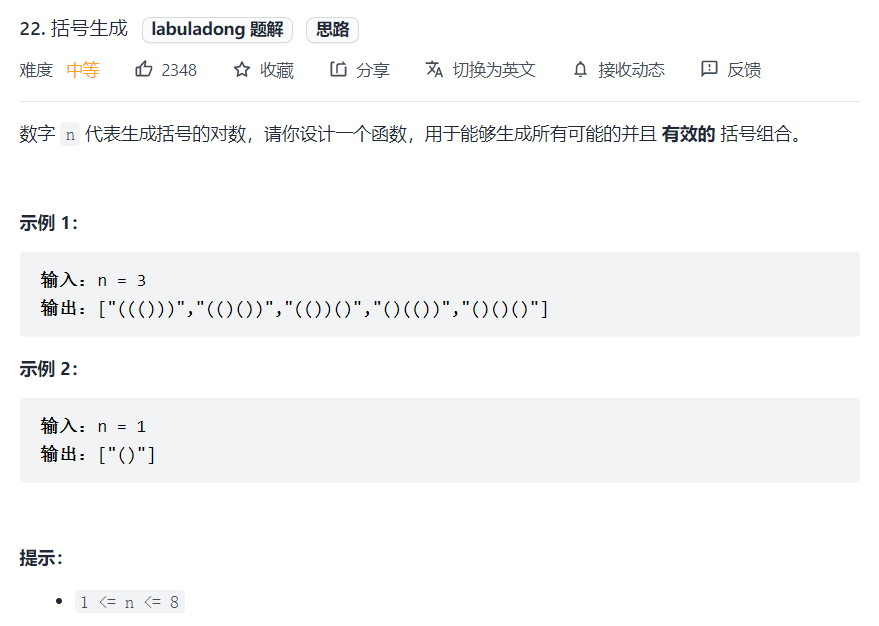 22. 括号生成 labuladong 题解 思路
难度 中等 2348 收藏 分享 切换为英文 接收动态 反馈
数字 n 代表生成括号的对数，请你设计一个函数，用于能够生成所有可能的并且 有效的 括号组合。
示例 1：
输入：n = 3
输出：["((()))","(()())","(())()","()(())","()()()"]
示例 2：
输入：n = 1
输出：["()"]
提示：
• 1 <= n <= 8